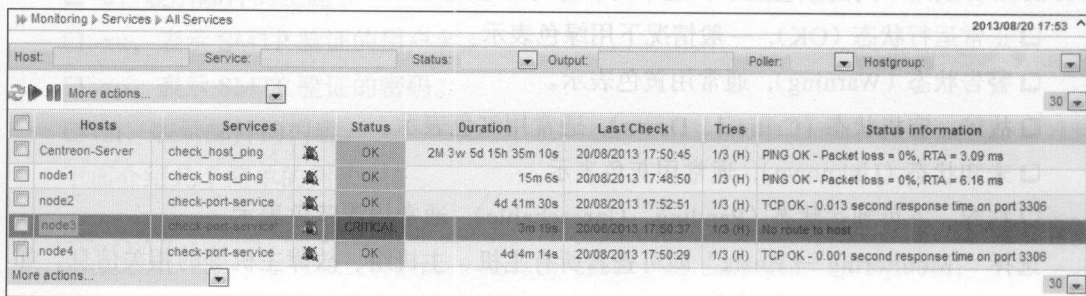 Monitoring Services All Services
2013/08/20 17:53
Host: Service: Status: Output: Poller: Hostgroup:
More actions...
30
Hosts Services Status Duration Last Check Tries Status information
Centreon-Server check_host_ping OK 2M 3w 5d 15h 35m 10s 20/08/2013 17:50:45 1/3 (H) PING OK - Packet loss = 0%, RTA = 3.09 ms
node1 check_host_ping OK 15m 6s 20/08/2013 17:48:50 1/3 (H) PING OK - Packet loss = 0%, RTA = 6.16 ms
node2 check-port-service OK 4d 41m 30s 20/08/2013 17:52:51 1/3 (H) TCP OK - 0.013 second response time on port 3306
node3 check-port-service CRITICAL 3m 19s 20/08/2013 17:50:37 1/3 (H) No route to host
node4 check-port-service OK 4d 4m 14s 20/08/2013 17:50:29 1/3 (H) TCP OK - 0.001 second response time on port 3306
More actions...
30